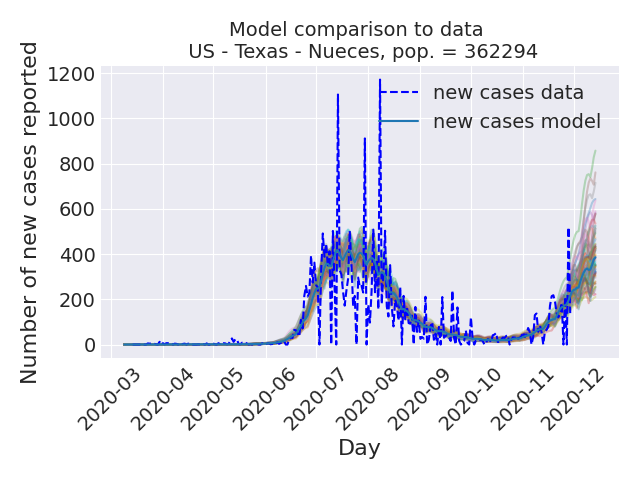 Model comparison to data
US - Texas - Nueces, pop. = 362294
Number of new cases reported
1200
1000
800
600
400
200
0
new cases data
new cases model
2020-03
2020-04
2020-05
2020-06
2020-07
2020-08
2020-09
2020-10
2020-11
2020-12
Day